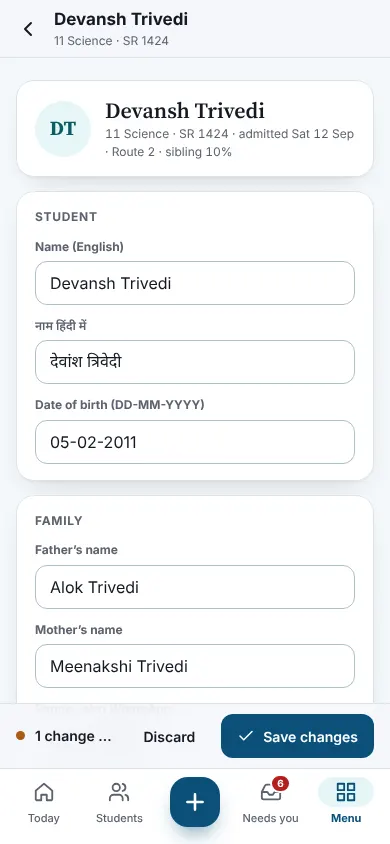 Devansh Trivedi
11 Science · SR 1424
DT
Devansh Trivedi
11 Science · SR 1424 · admitted Sat 12 Sep
· Route 2 · sibling 10%
STUDENT
Name (English)
Devansh Trivedi
नाम हिंदी में
देवांश त्रिवेदी
Date of birth (DD-MM-YYYY)
05-02-2011
FAMILY
Father’s name
Alok Trivedi
Mother’s name
Meenakshi Trivedi
1 change ...
Discard
Save changes
6
Today
Students
Needs you
Menu